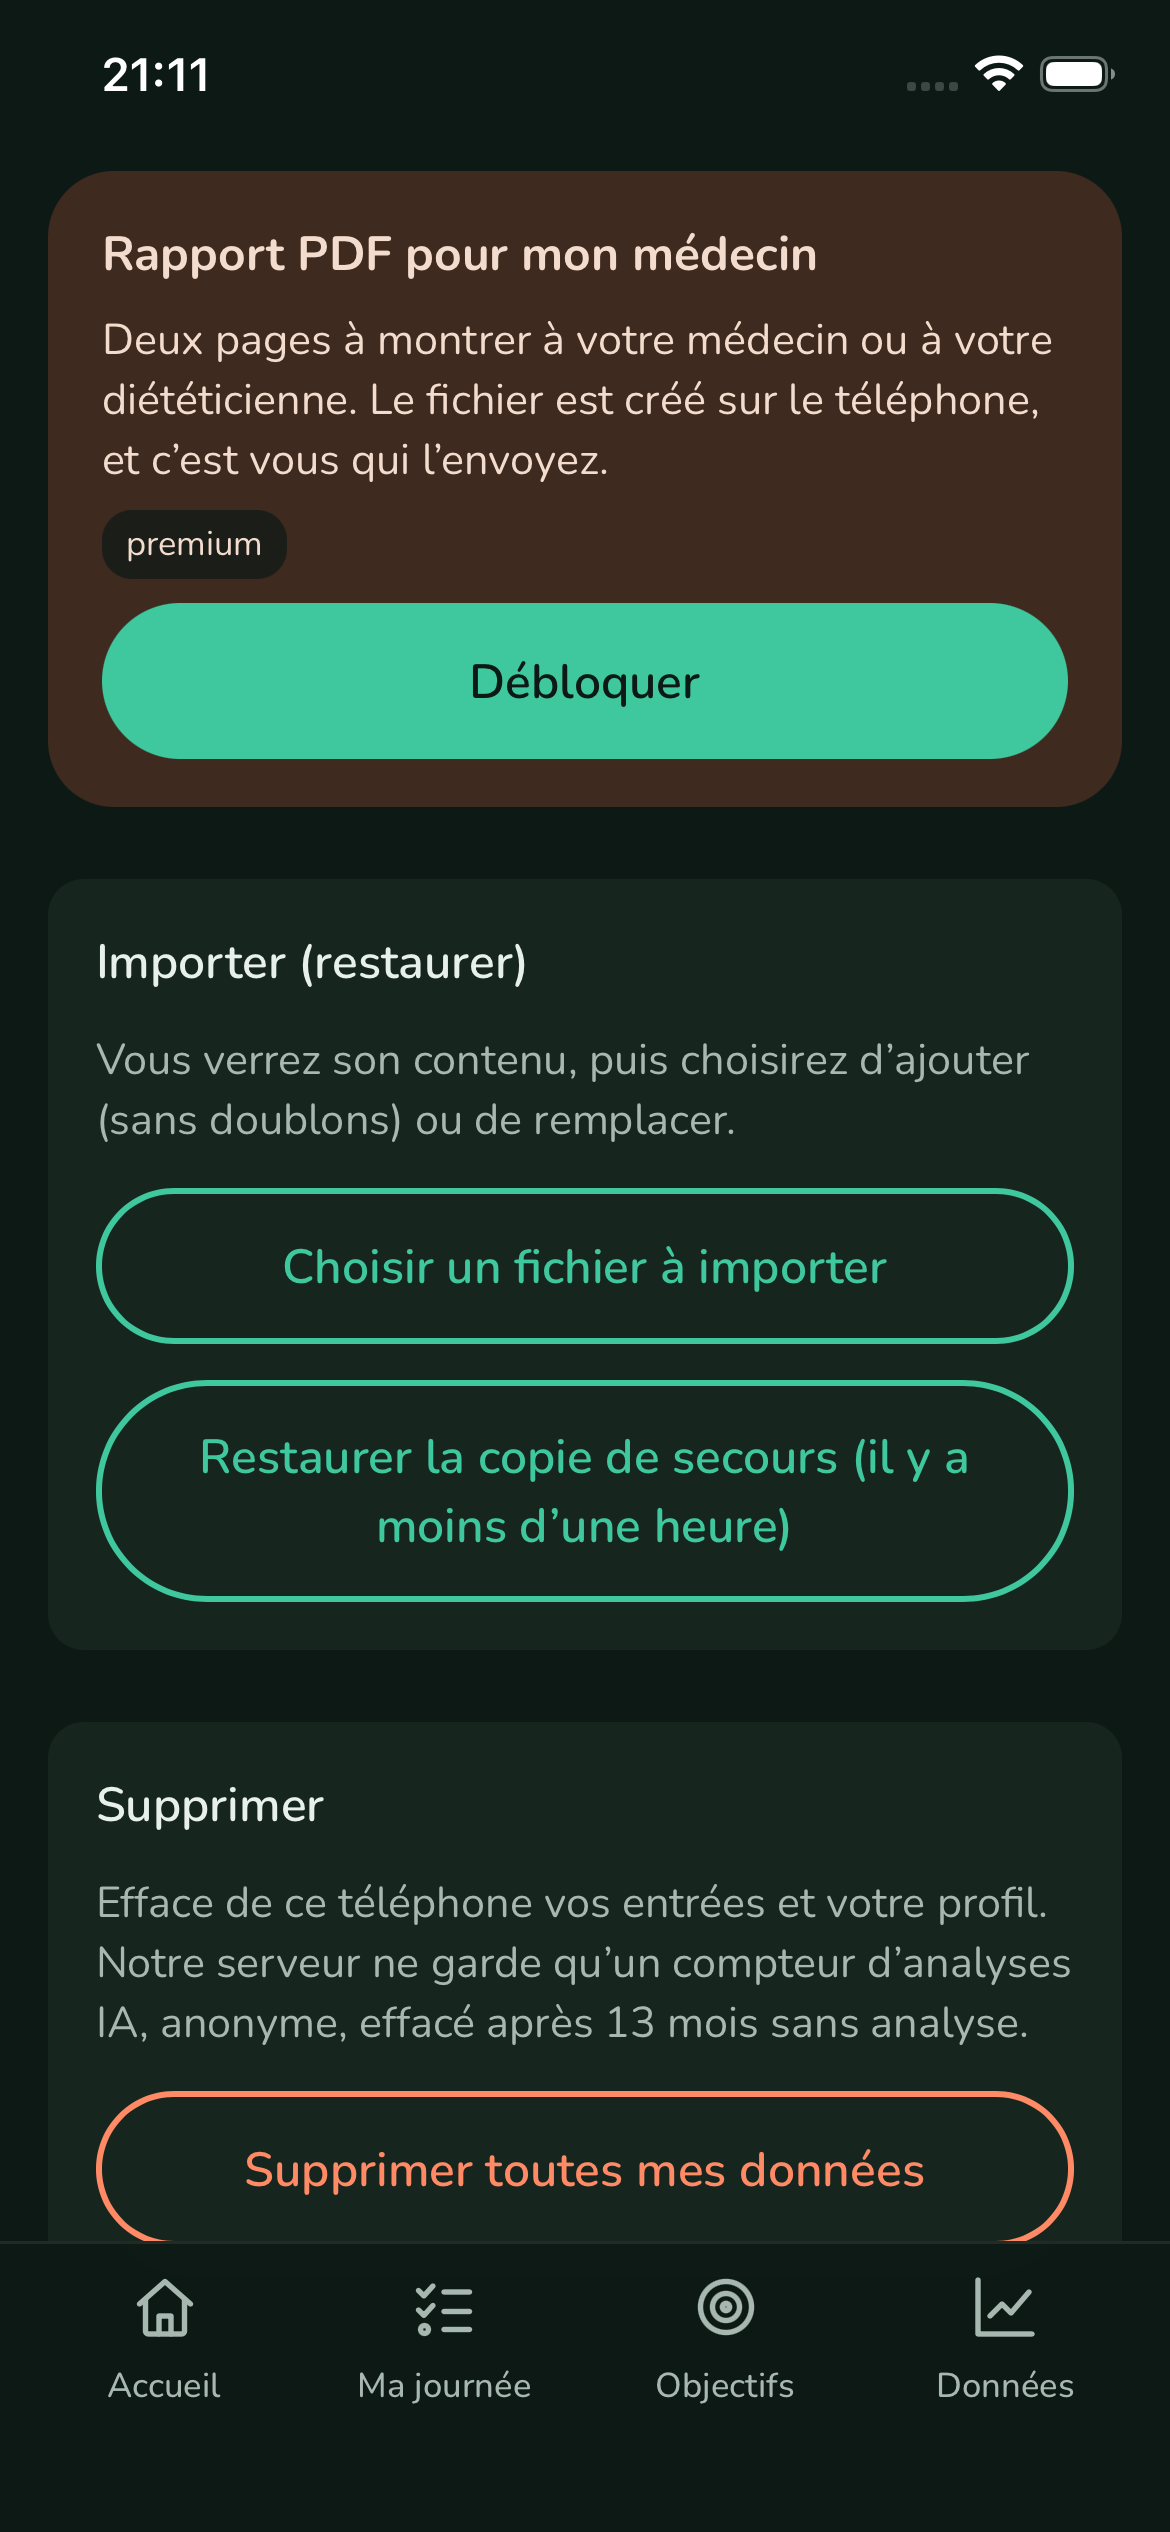 21:11
Rapport PDF pour mon médecin
Deux pages à montrer à votre médecin ou à votre
diététicienne. Le fichier est créé sur le téléphone,
et c’est vous qui l’envoyez.
premium
Débloquer
Importer (restaurer)
Vous verrez son contenu, puis choisirez d’ajouter
(sans doublons) ou de remplacer.
Choisir un fichier à importer
Restaurer la copie de secours (il y a
moins d’une heure)
Supprimer
Efface de ce téléphone vos entrées et votre profil.
Notre serveur ne garde qu’un compteur d’analyses
IA, anonyme, effacé après 13 mois sans analyse.
Supprimer toutes mes données
Accueil
Ma journée
Objectifs
Données